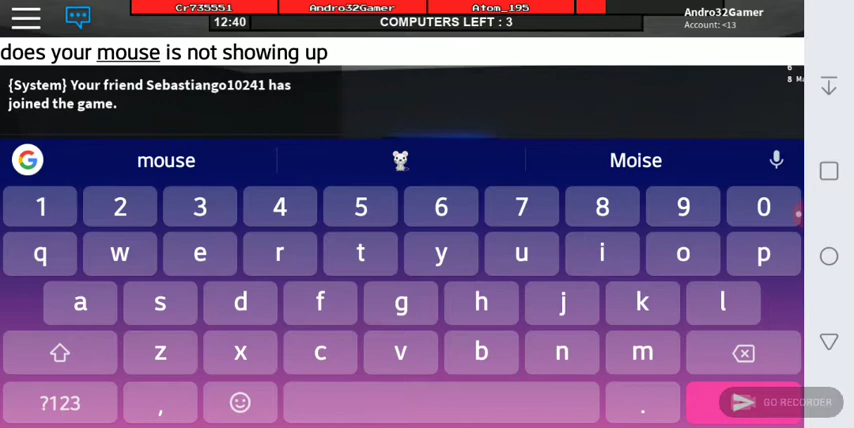 Cr735551
Andro32Gamer
Atom_195
12:40
COMPUTERS LEFT : 3
Andro32Gamer
Account: <13
does your mouse is not showing up
{System} Your friend Sebastiango10241 has
joined the game.
6
8 M
G
mouse
Moise
1 2 3 4 5 6 7 8 9 0
q w e r t y u i o p
a s d f g h j k l
z x c v b n m
?123 , .
GO RECORDER